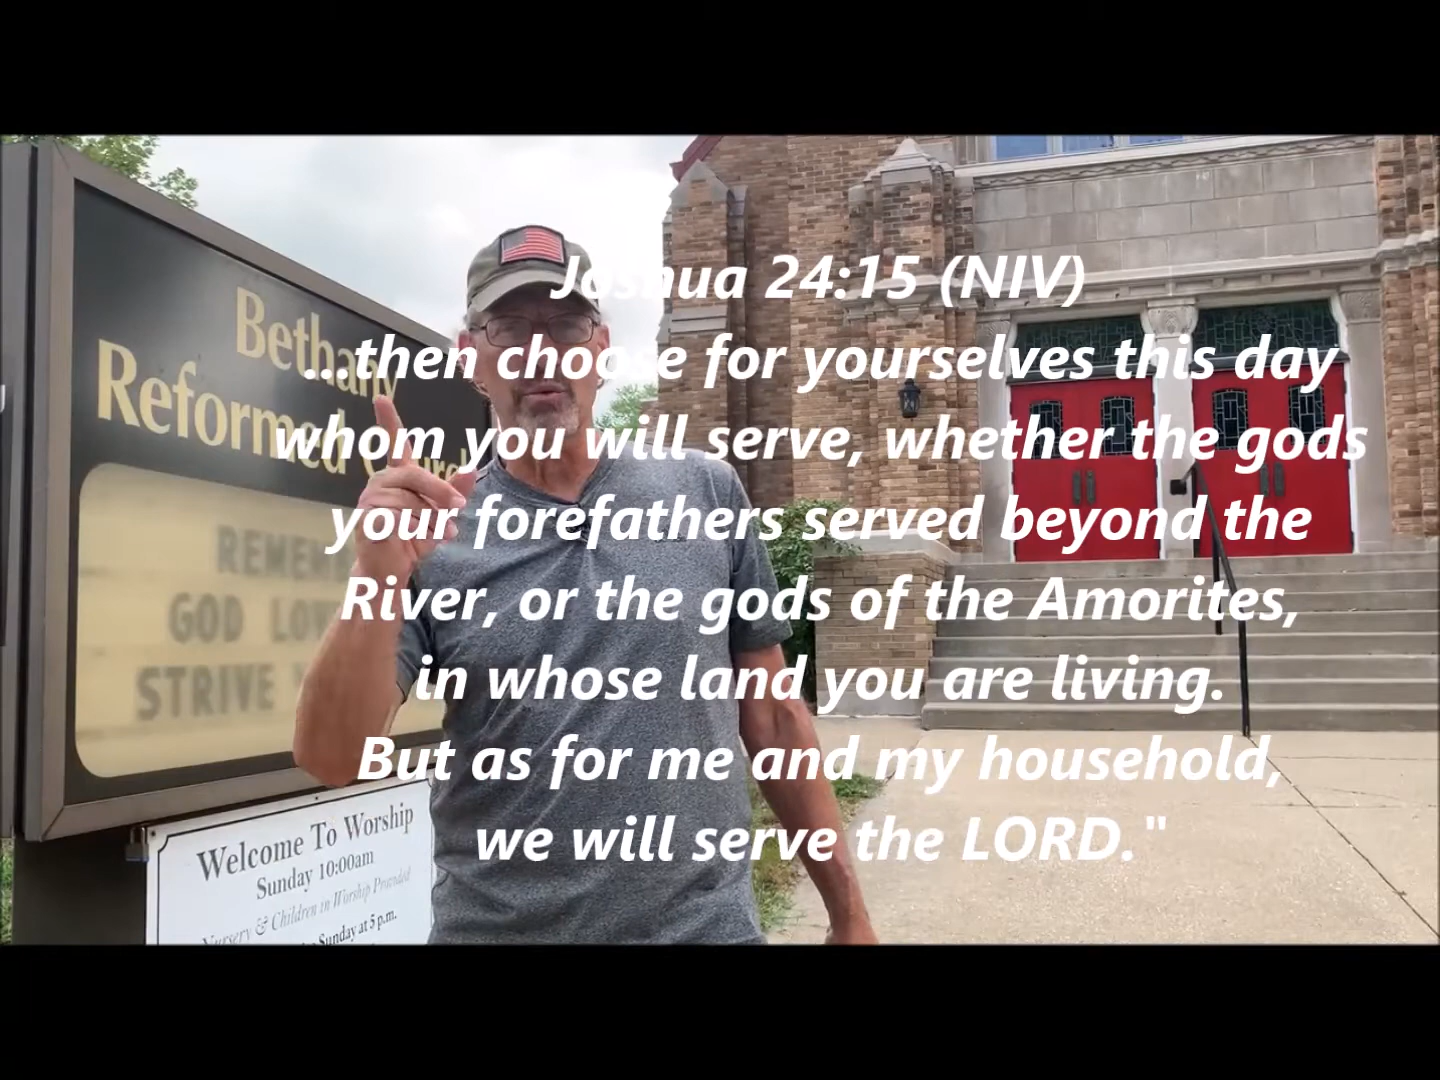 Joshua 24:15 (NIV)
...then choose for yourselves this day
whom you will serve, whether the gods
your forefathers served beyond the
River, or the gods of the Amorites,
in whose land you are living.
But as for me and my household,
we will serve the LORD."
Bethany
Reformed Church
GOD
STRIVE
Welcome To Worship
Sunday 10:00am
Nursery & Children in Worship Provided
Sunday at 5 p.m.